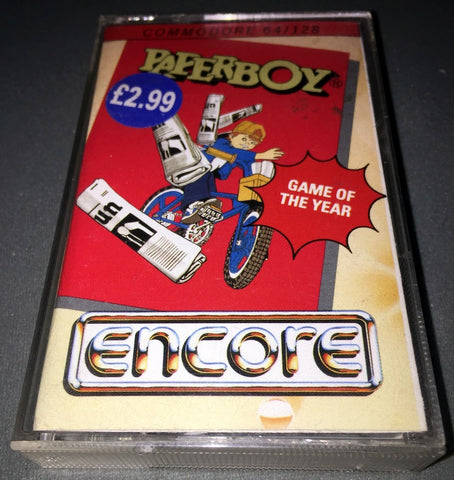 COMMODORE 64/128
PAPERBOY®
£2.99
GAME OF
THE YEAR
encore